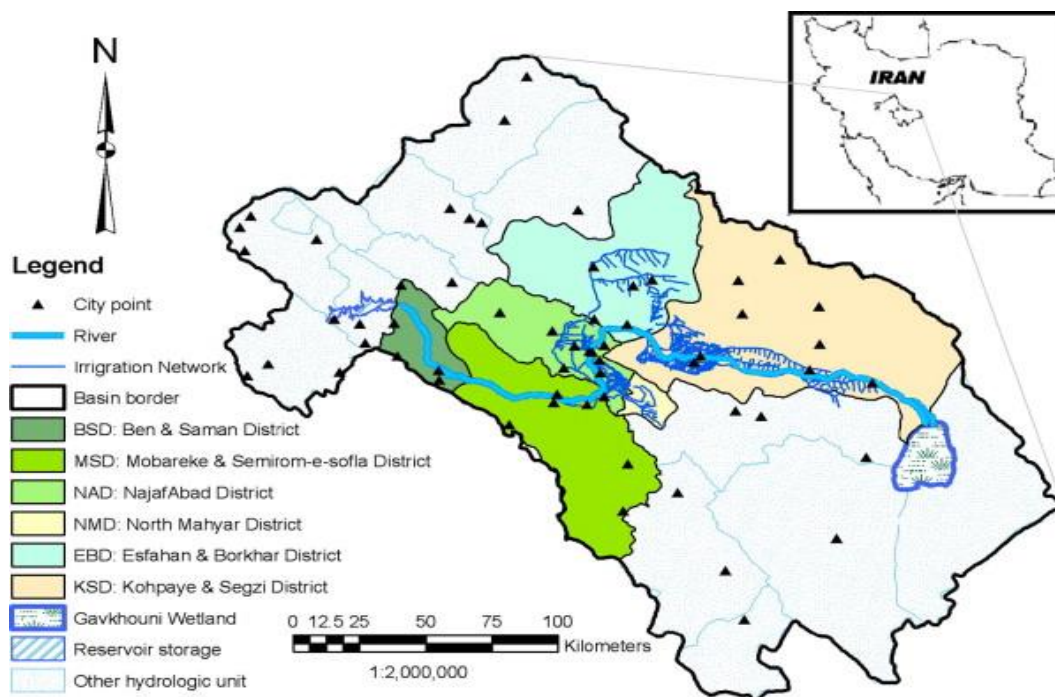 N
IRAN
Legend
City point
River
Irrigration Network
Basin border
BSD: Ben & Saman District
MSD: Mobareke & Semirom-e-sofla District
NAD: NajafAbad District
NMD: North Mahyar District
EBD: Esfahan & Borkhar District
KSD: Kohpaye & Segzi District
Gavkhouni Wetland
Reservoir storage
Other hydrologic unit
0 12.5 25 50 75 100
Kilometers
1:2,000,000